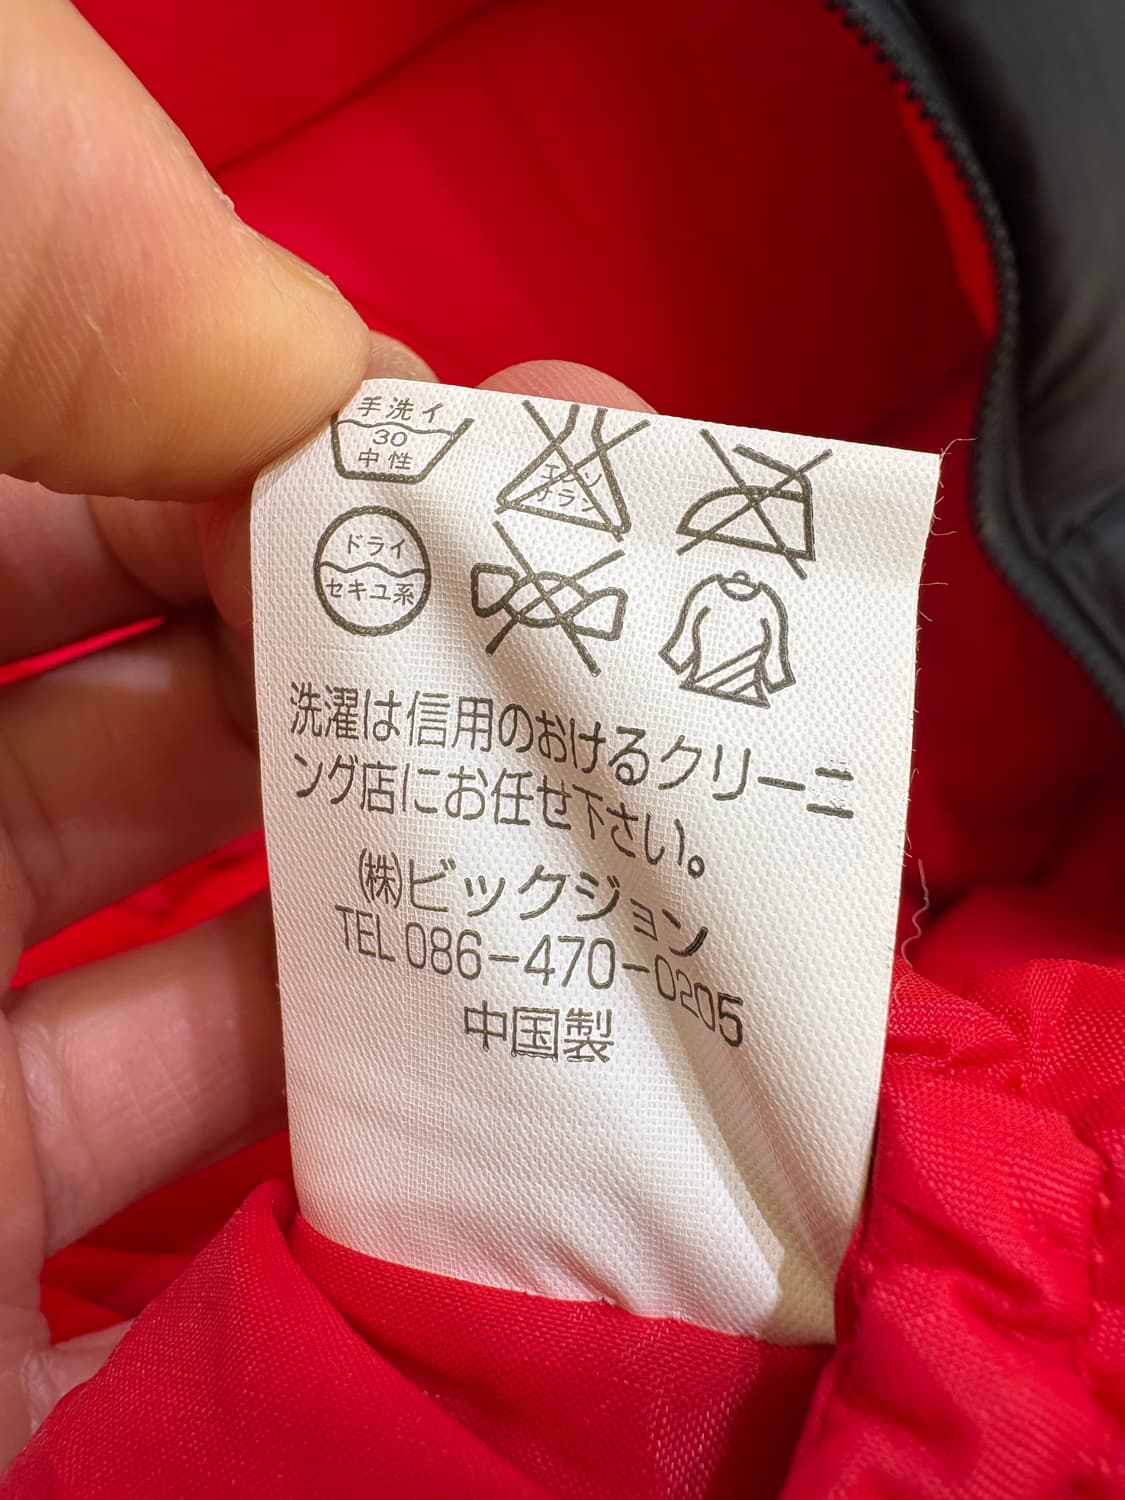 手洗イ
30
中性
エンソ
サラシ
ドライ
セキユ系
洗濯は信用のおけるクリーニ
ング店にお任せ下さい。
㈱ビックジョン
TEL 086-470-0205
中国製